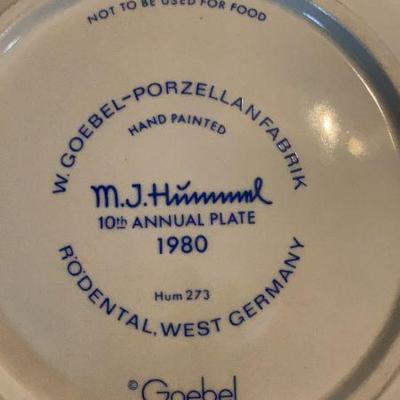 NOT TO BE USED FOR FOOD
W. GOEBEL-PORZELLANFABRIK
HAND PAINTED
M.J. Hummel
10th ANNUAL PLATE
1980
Hum 273
RÖDENTAL, WEST GERMANY
© Goebel